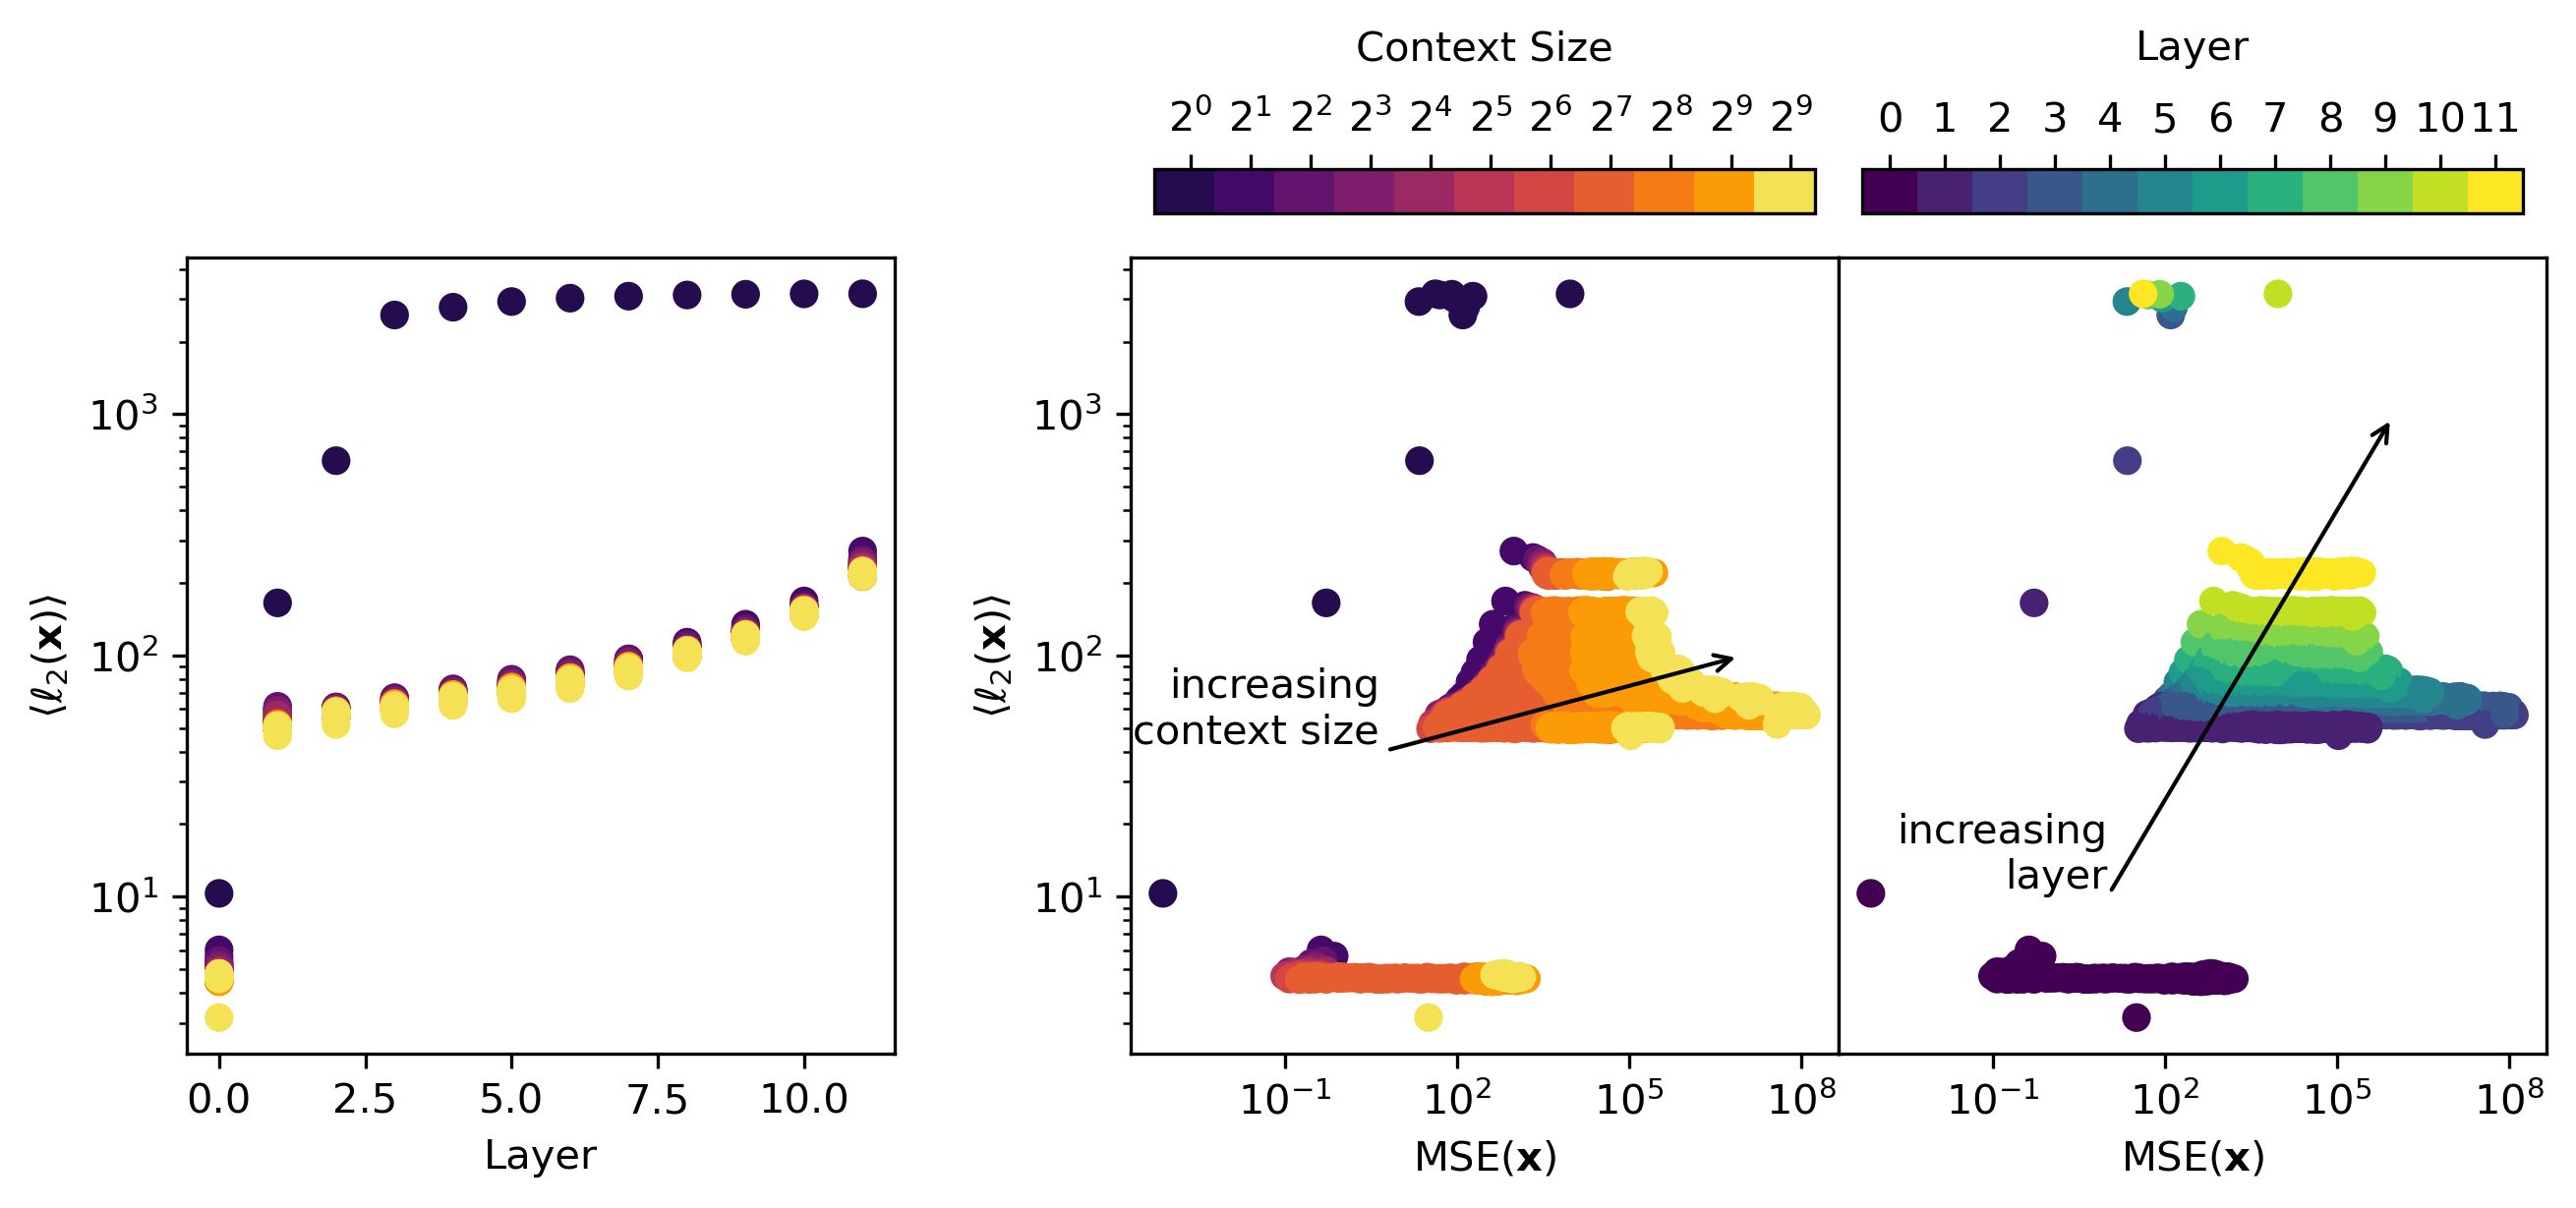 Context Size
2^0 2^1 2^2 2^3 2^4 2^5 2^6 2^7 2^8 2^9 2^9
Layer
0 1 2 3 4 5 6 7 8 9 10 11
⟨ℓ₂(𝐱)⟩
10^3
10^2
10^1
0.0 2.5 5.0 7.5 10.0
Layer
⟨ℓ₂(𝐱)⟩
10^3
10^2
10^1
increasing
context size
10^−1 10^2 10^5 10^8
MSE(𝐱)
increasing
layer
10^−1 10^2 10^5 10^8
MSE(𝐱)